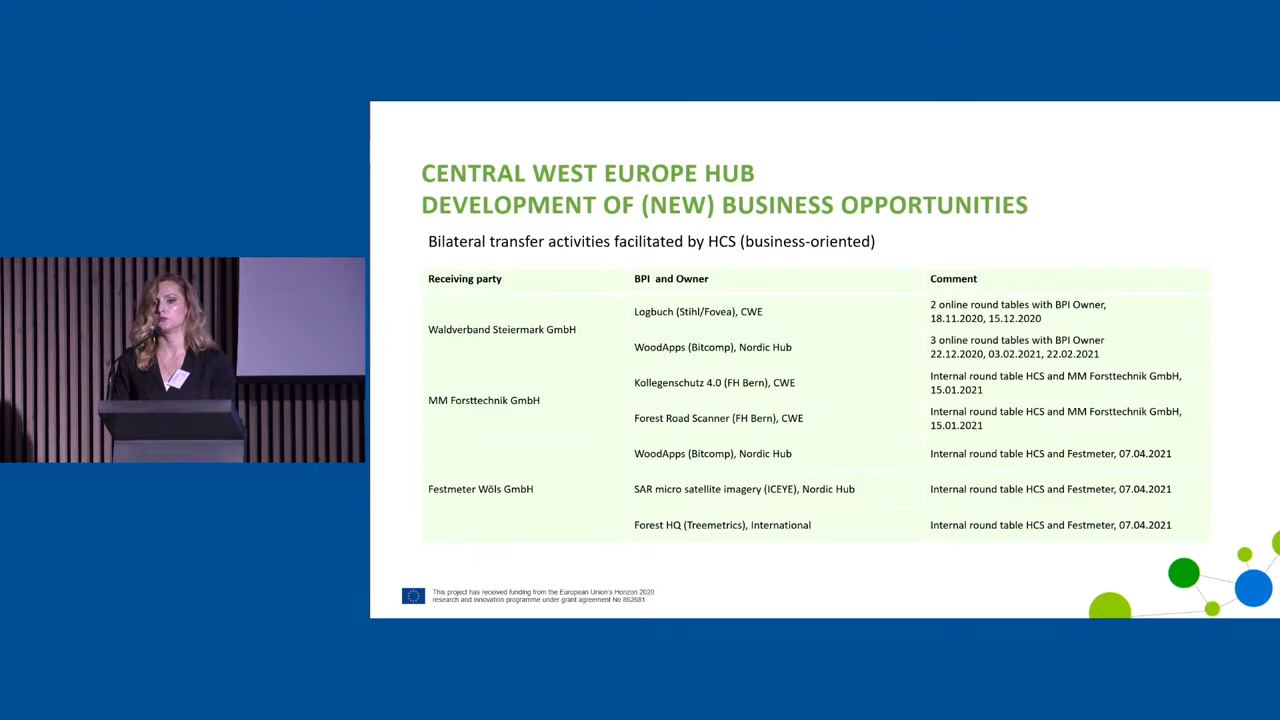 CENTRAL WEST EUROPE HUB
DEVELOPMENT OF (NEW) BUSINESS OPPORTUNITIES
Bilateral transfer activities facilitated by HCS (business-oriented)
Receiving party BPI and Owner Comment
Waldverband Steiermark GmbH
Logbuch (Stihl/Fovea), CWE
2 online round tables with BPI Owner,
18.11.2020, 15.12.2020
WoodApps (Bitcomp), Nordic Hub
3 online round tables with BPI Owner
22.12.2020, 03.02.2021, 22.02.2021
MM Forsttechnik GmbH
Kollegenschutz 4.0 (FH Bern), CWE
Internal round table HCS and MM Forsttechnik GmbH,
15.01.2021
Forest Road Scanner (FH Bern), CWE
Internal round table HCS and MM Forsttechnik GmbH,
15.01.2021
Festmeter Wöls GmbH
WoodApps (Bitcomp), Nordic Hub
Internal round table HCS and Festmeter, 07.04.2021
SAR micro satellite imagery (ICEYE), Nordic Hub
Internal round table HCS and Festmeter, 07.04.2021
Forest HQ (Treemetrics), International
Internal round table HCS and Festmeter, 07.04.2021
This project has received funding from the European Union's Horizon 2020
research and innovation programme under grant agreement No 862681.